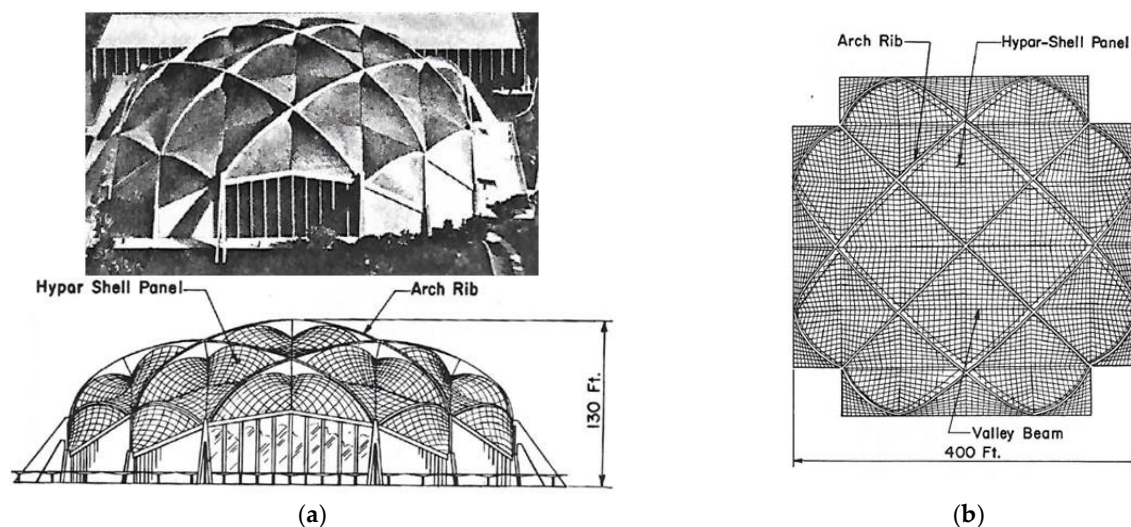 Hypar Shell Panel
Arch Rib
130 Ft.
(a)
Arch Rib
Hypar-Shell Panel
Valley Beam
400 Ft.
(b)